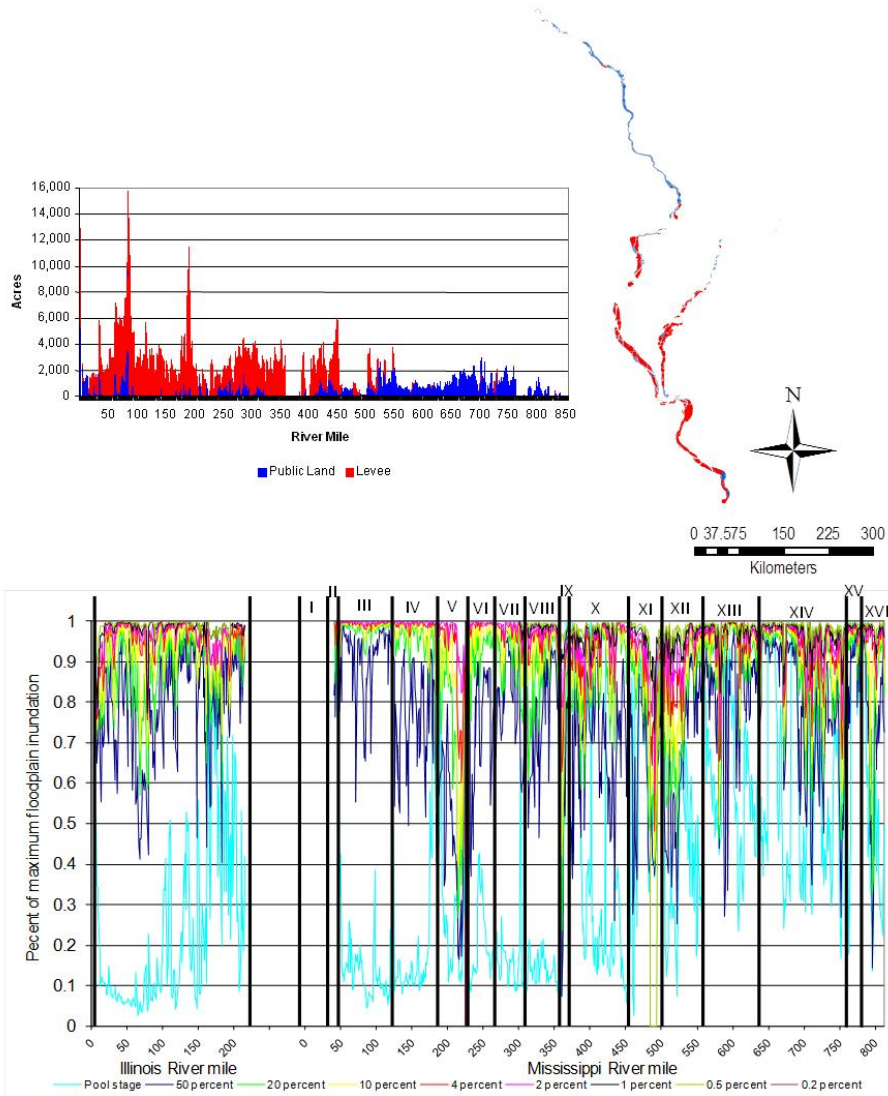 16,000
14,000
12,000
10,000
8,000
6,000
4,000
2,000
0
Acres
50 100 150 200 250 300 350 400 450 500 550 600 650 700 750 800 850
River Mile
Public Land Levee
N
0 37.575 150 225 300
Kilometers
I II III IV V VI VII VIII IX X XI XII XIII XIV XV XVI
1
0.9
0.8
0.7
0.6
0.5
0.4
0.3
0.2
0.1
0
Pecent of maximum floodplain inundation
0 50 100 150 200 0 50 100 150 200 250 300 350 400 450 500 550 600 650 700 750 800
Illinois River mile Mississippi River mile
Pool stage 50 percent 20 percent 10 percent 4 percent 2 percent 1 percent 0.5 percent 0.2 percent